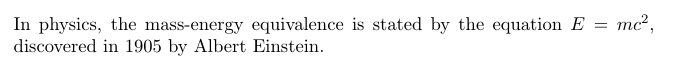 In physics, the mass-energy equivalence is stated by the equation E = mc²,
discovered in 1905 by Albert Einstein.